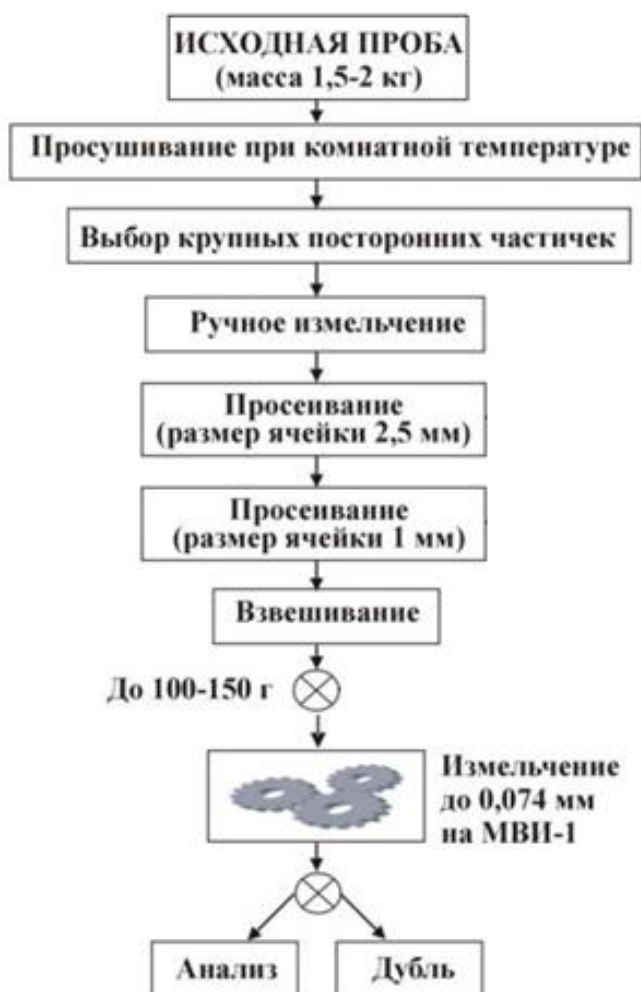 ИСХОДНАЯ ПРОБА
(масса 1,5-2 кг)
Просушивание при комнатной температуре
Выбор крупных посторонних частичек
Ручное измельчение
Просеивание
(размер ячейки 2,5 мм)
Просеивание
(размер ячейки 1 мм)
Взвешивание
До 100-150 г
Измельчение
до 0,074 мм
на МВИ-1
Анализ
Дубль